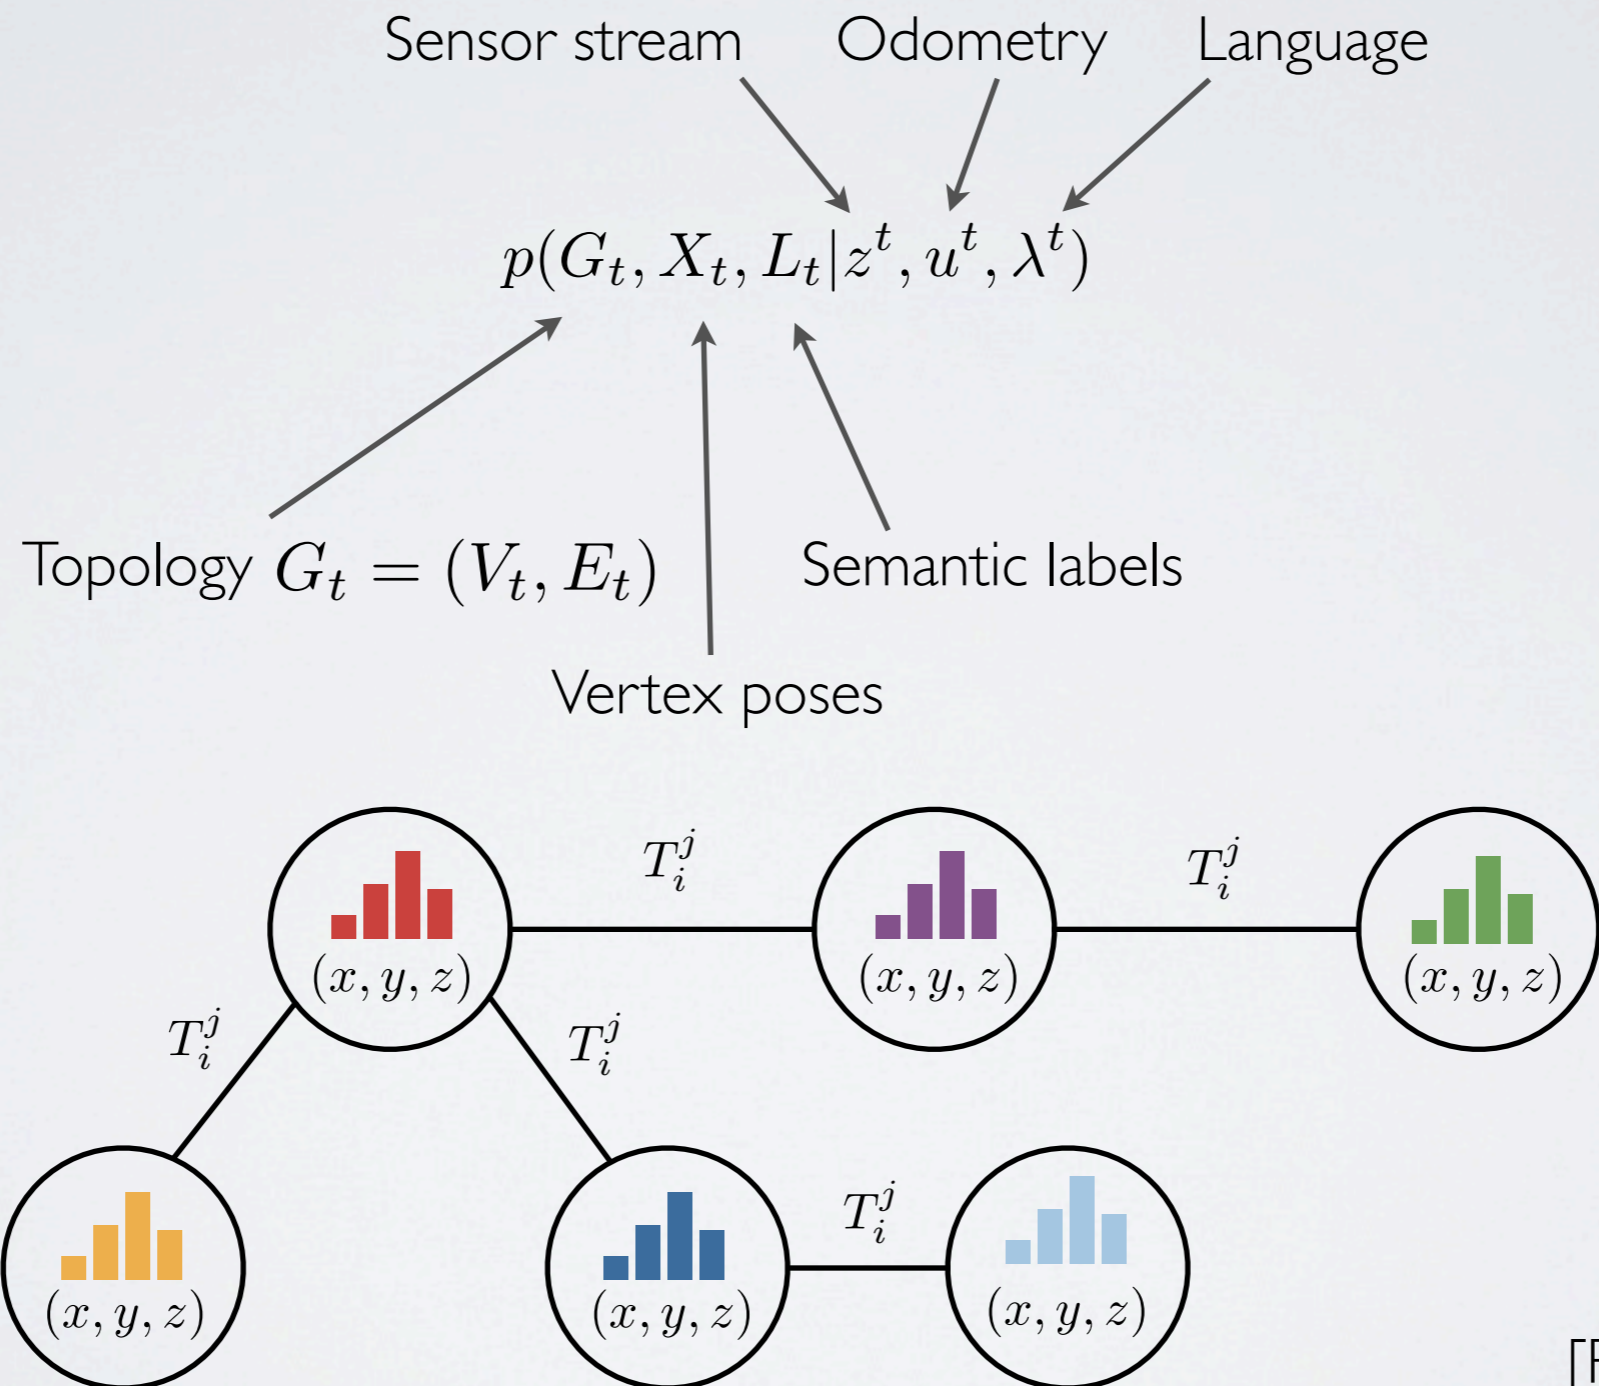 Sensor stream Odometry Language
p(G_t, X_t, L_t|z^t, u^t, λ^t)
Topology G_t = (V_t, E_t) Semantic labels
Vertex poses
T_i^j T_i^j
(x, y, z) (x, y, z) (x, y, z)
T_i^j T_i^j
T_i^j
(x, y, z) (x, y, z) (x, y, z)